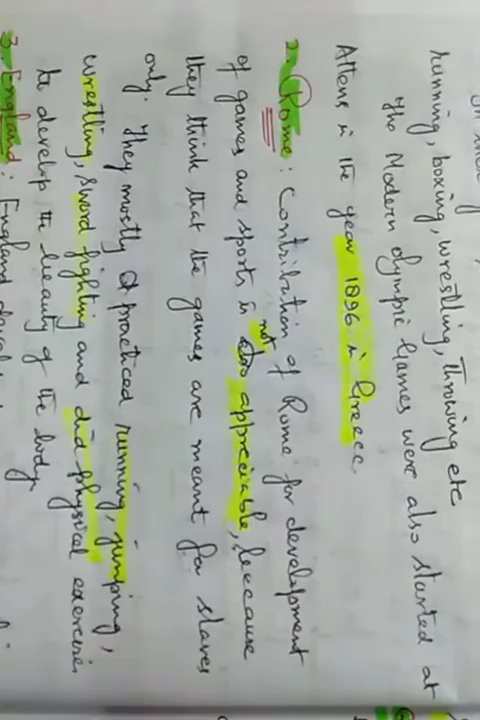 running, boxing, wrestling, throwing etc
The Modern olympic Games were also started at
Attens in the year 1896 in Greece.
2. Rome: Contribution of Rome for development
of games and sports is not also appreciable, because
they think that the games are meant for slaves
only. They mostly practiced running, jumping,
wrestling, sword fighting and did physical exercises
to develop the beauty of the body.
3. England: England